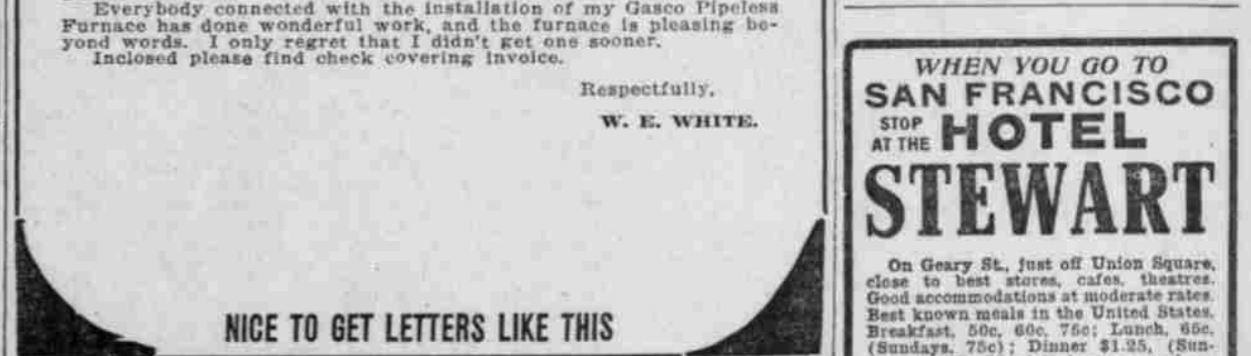 Everybody connected with the installation of my Gasco Pipeless
Furnace has done wonderful work, and the furnace is pleasing be-
yond words. I only regret that I didn't get one sooner.
Inclosed please find check covering invoice.
Respectfully,
W. E. WHITE.
NICE TO GET LETTERS LIKE THIS
WHEN YOU GO TO
SAN FRANCISCO
STOP
AT THE HOTEL
STEWART
On Geary St., just off Union Square,
close to best stores, cafes, theatres.
Good accommodations at moderate rates.
Best known meals in the United States.
Breakfast, 50c, 60c, 75c; Lunch, 65c,
(Sundays, 75c); Dinner $1.25, (Sun-